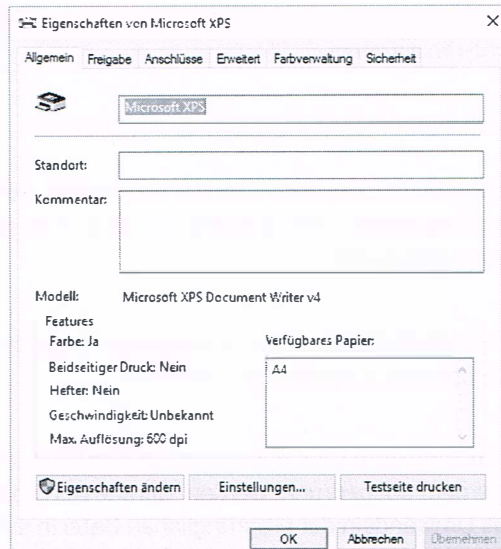 Eigenschaften von Microsoft XPS
Allgemein Freigabe Anschlüsse Erweitert Farbverwaltung Sicherheit
Microsoft XPS
Standort:
Kommentar:
Modell: Microsoft XPS Document Writer v4
Features
Farbe: Ja Verfügbares Papier:
Beidseitiger Druck: Nein A4
Hefter: Nein
Geschwindigkeit: Unbekannt
Max. Auflösung: 600 dpi
Eigenschaften ändern Einstellungen... Testseite drucken
OK Abbrechen Übernehmen